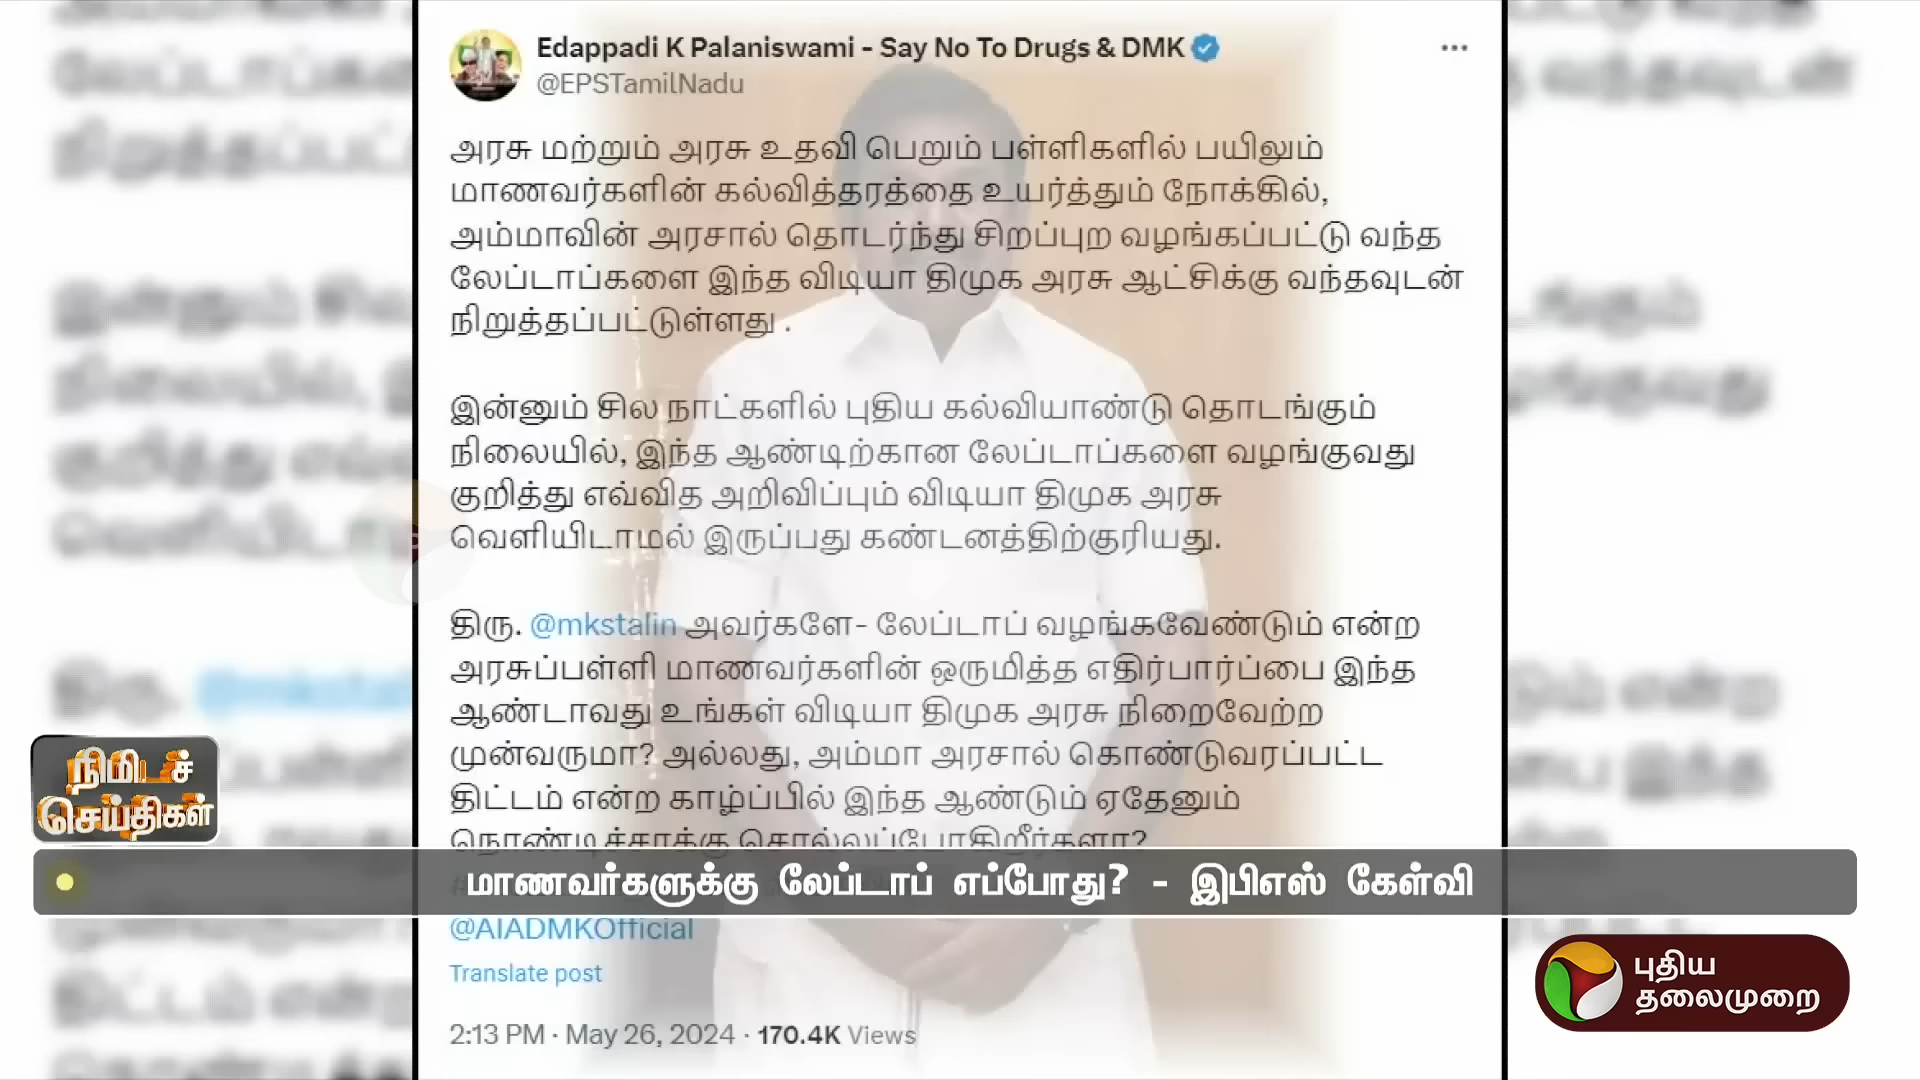 Edappadi K Palaniswami - Say No To Drugs & DMK
@EPSTamilNadu
அரசு மற்றும் அரசு உதவி பெறும் பள்ளிகளில் பயிலும்
மாணவர்களின் கல்வித்தரத்தை உயர்த்தும் நோக்கில்,
அம்மாவின் அரசால் தொடர்ந்து சிறப்புற வழங்கப்பட்டு வந்த
லேப்டாப்களை இந்த விடியா திமுக அரசு ஆட்சிக்கு வந்தவுடன்
நிறுத்தப்பட்டுள்ளது .
இன்னும் சில நாட்களில் புதிய கல்வியாண்டு தொடங்கும்
நிலையில், இந்த ஆண்டிற்கான லேப்டாப்களை வழங்குவது
குறித்து எவ்வித அறிவிப்பும் விடியா திமுக அரசு
வெளியிடாமல் இருப்பது கண்டனத்திற்குரியது.
திரு. @mkstalin அவர்களே- லேப்டாப் வழங்கவேண்டும் என்ற
அரசுப்பள்ளி மாணவர்களின் ஒருமித்த எதிர்பார்ப்பை இந்த
ஆண்டாவது உங்கள் விடியா திமுக அரசு நிறைவேற்ற
முன்வருமா? அல்லது, அம்மா அரசால் கொண்டுவரப்பட்ட
திட்டம் என்ற காழ்ப்பில் இந்த ஆண்டும் ஏதேனும்
நொண்டிச்சாக்கு சொல்லப்போகிறீர்களா?
நிமிடச்
செய்திகள்
மாணவர்களுக்கு லேப்டாப் எப்போது? - இபிஎஸ் கேள்வி
@AIADMKOfficial
Translate post
2:13 PM · May 26, 2024 · 170.4K Views
புதிய
தலைமுறை